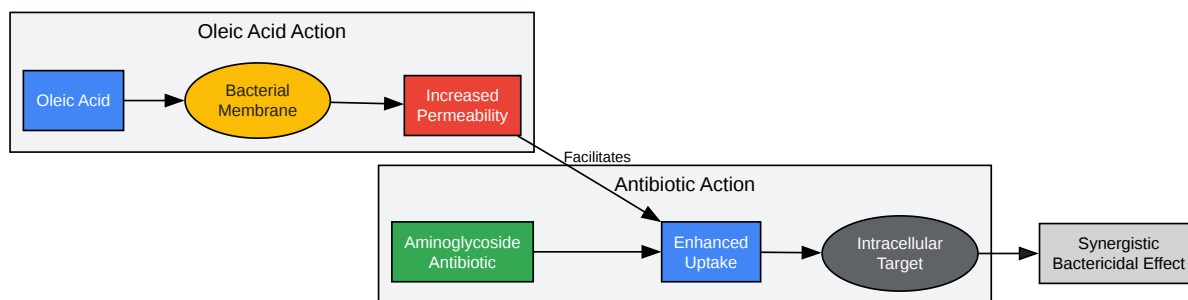 Oleic Acid Action
Oleic Acid
Bacterial
Membrane
Increased
Permeability
Facilitates
Antibiotic Action
Aminoglycoside
Antibiotic
Enhanced
Uptake
Intracellular
Target
Synergistic
Bactericidal Effect